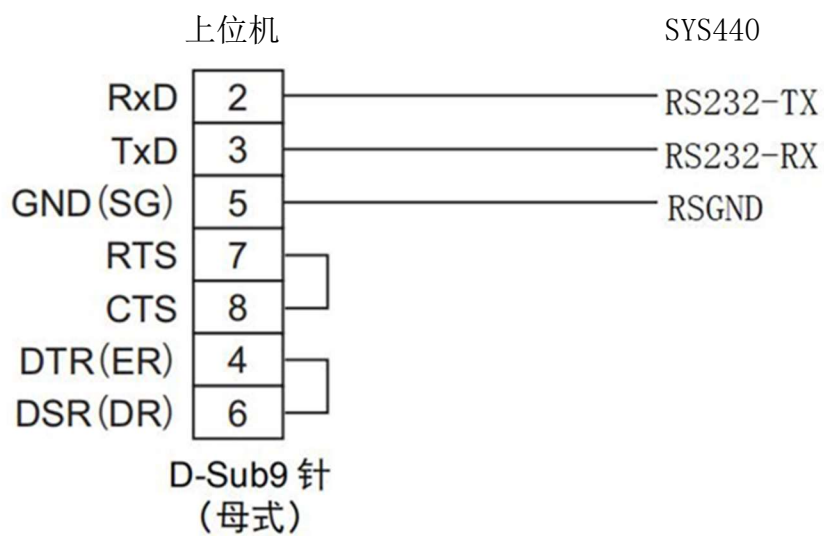 上位机 SYS440
RxD 2 RS232-TX
TxD 3 RS232-RX
GND(SG) 5 RSGND
RTS 7
CTS 8
DTR(ER) 4
DSR(DR) 6
D-Sub9 针
（母式）